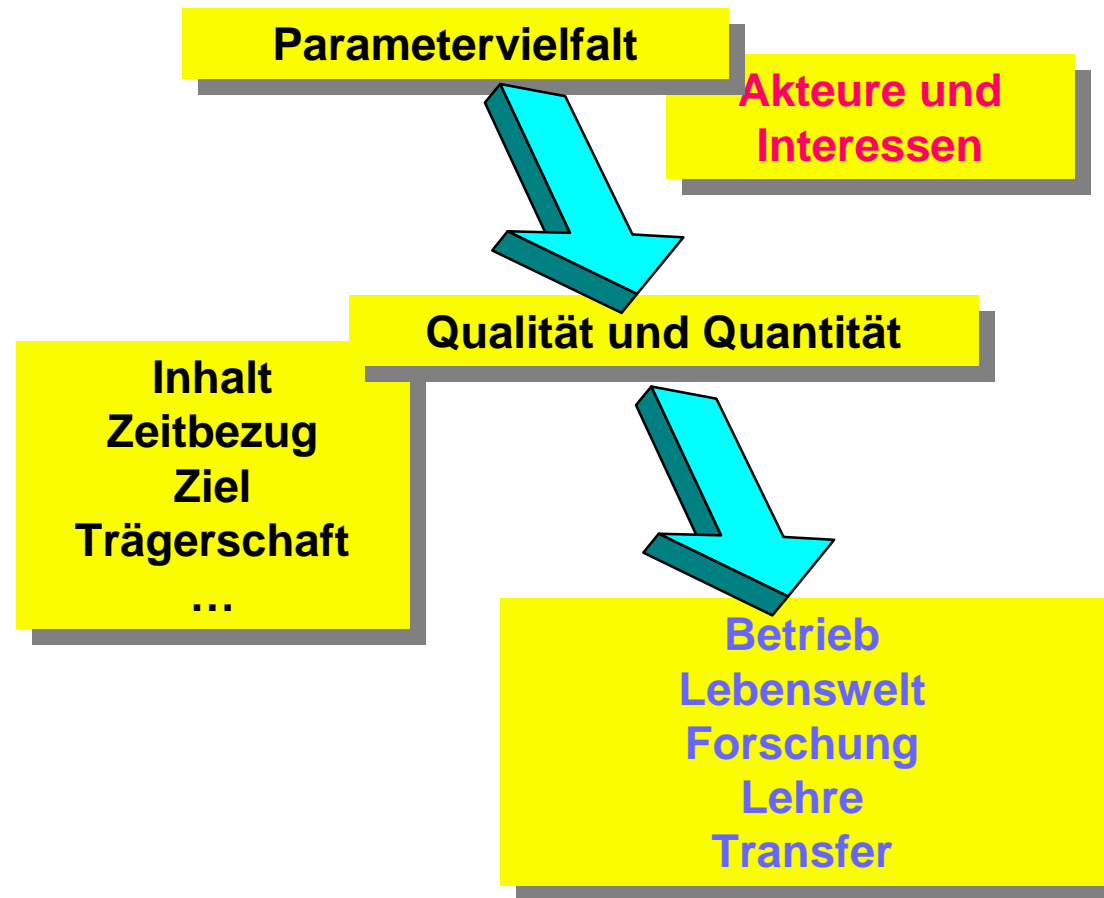 Parametervielfalt
Akteure und
Interessen
Qualität und Quantität
Inhalt
Zeitbezug
Ziel
Trägerschaft
…
Betrieb
Lebenswelt
Forschung
Lehre
Transfer